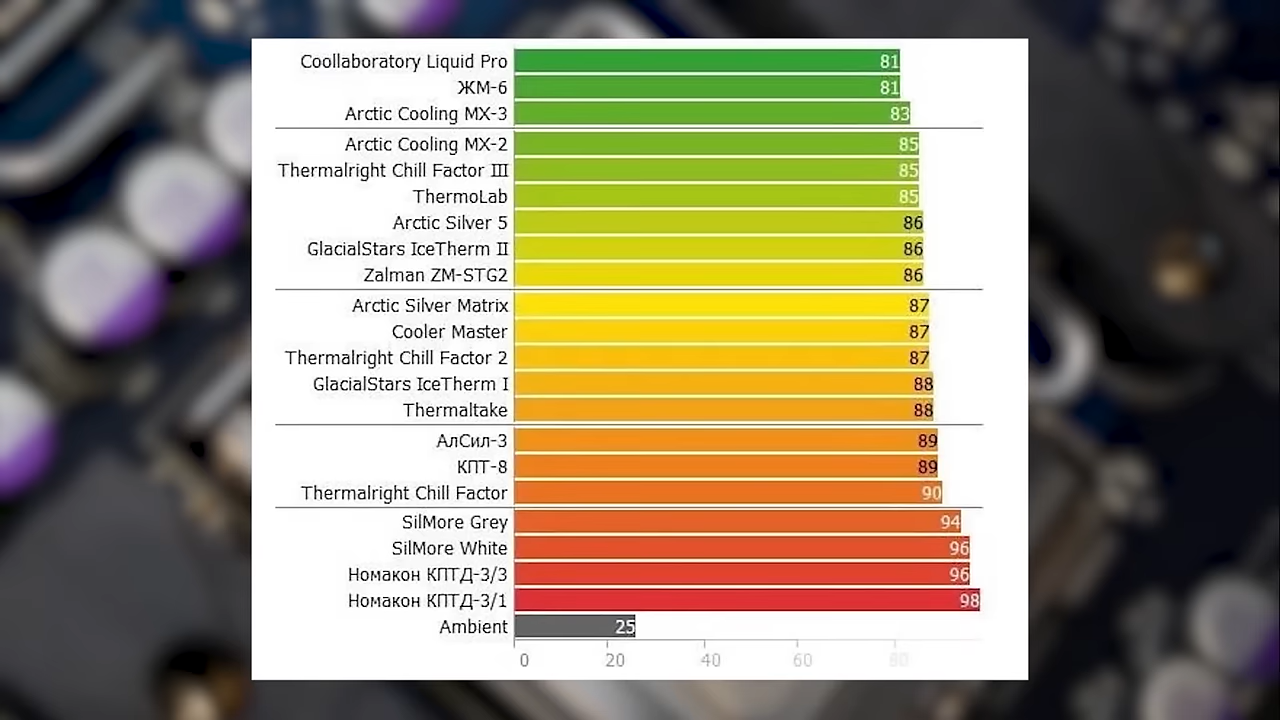 Coollaboratory Liquid Pro 81
ЖМ-6 81
Arctic Cooling MX-3 83
Arctic Cooling MX-2 85
Thermalright Chill Factor III 85
ThermoLab 85
Arctic Silver 5 86
GlacialStars IceTherm II 86
Zalman ZM-STG2 86
Arctic Silver Matrix 87
Cooler Master 87
Thermalright Chill Factor 2 87
GlacialStars IceTherm I 88
Thermaltake 88
АлСил-3 89
КПТ-8 89
Thermalright Chill Factor 90
SilMore Grey 94
SilMore White 96
Номакон КПТД-3/3 96
Номакон КПТД-3/1 98
Ambient 25
0 20 40 60 80